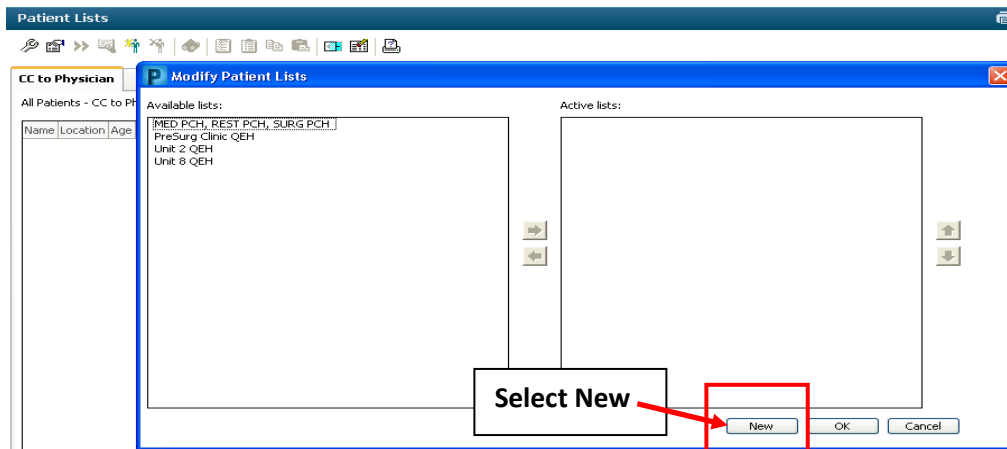 Patient Lists
CC to Physician
All Patients - CC to Ph
Name Location Age
P Modify Patient Lists
Available lists:
MED PCH, REST PCH, SURG PCH
PreSurg Clinic QEH
Unit 2 QEH
Unit 8 QEH
Active lists:
Select New
New OK Cancel